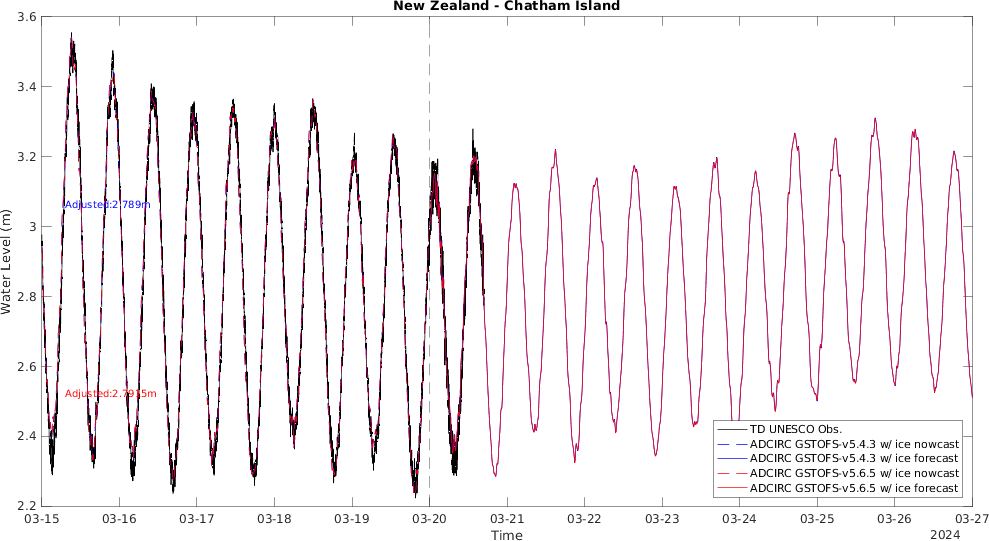 New Zealand - Chatham Island
3.6
3.4
3.2
3
2.8
2.6
2.4
2.2
Water Level (m)
Adjusted:2.789m
Adjusted:2.7915m
TD UNESCO Obs.
ADCIRC GSTOFS-v5.4.3 w/ ice nowcast
ADCIRC GSTOFS-v5.4.3 w/ ice forecast
ADCIRC GSTOFS-v5.6.5 w/ ice nowcast
ADCIRC GSTOFS-v5.6.5 w/ ice forecast
03-15 03-16 03-17 03-18 03-19 03-20 03-21 03-22 03-23 03-24 03-25 03-26 03-27
Time
2024